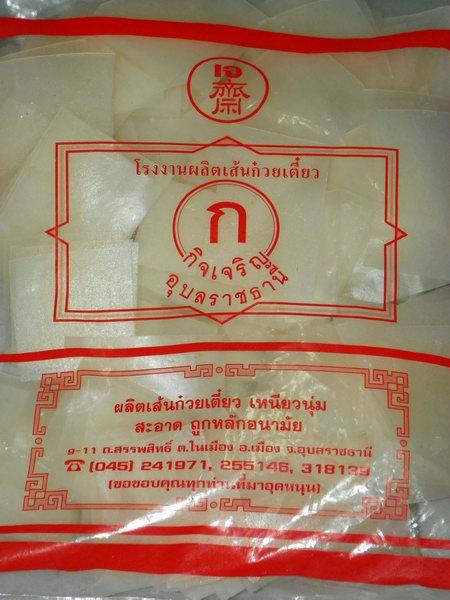 เจ
齋
โรงงานผลิตเส้นก๋วยเตี๋ยว
ก
กิจเจริญ
อุบลราชธานี
ผลิตเส้นก๋วยเตี๋ยว เหนียวนุ่ม
สะอาด ถูกหลักอนามัย
๑-11 ถ.สรรพสิทธิ์ ต.ในเมือง อ.เมือง จ.อุบลราชธานี
☎ (045) 241971, 255146, 318139
(ขอขอบคุณทุกท่านที่มาอุดหนุน)